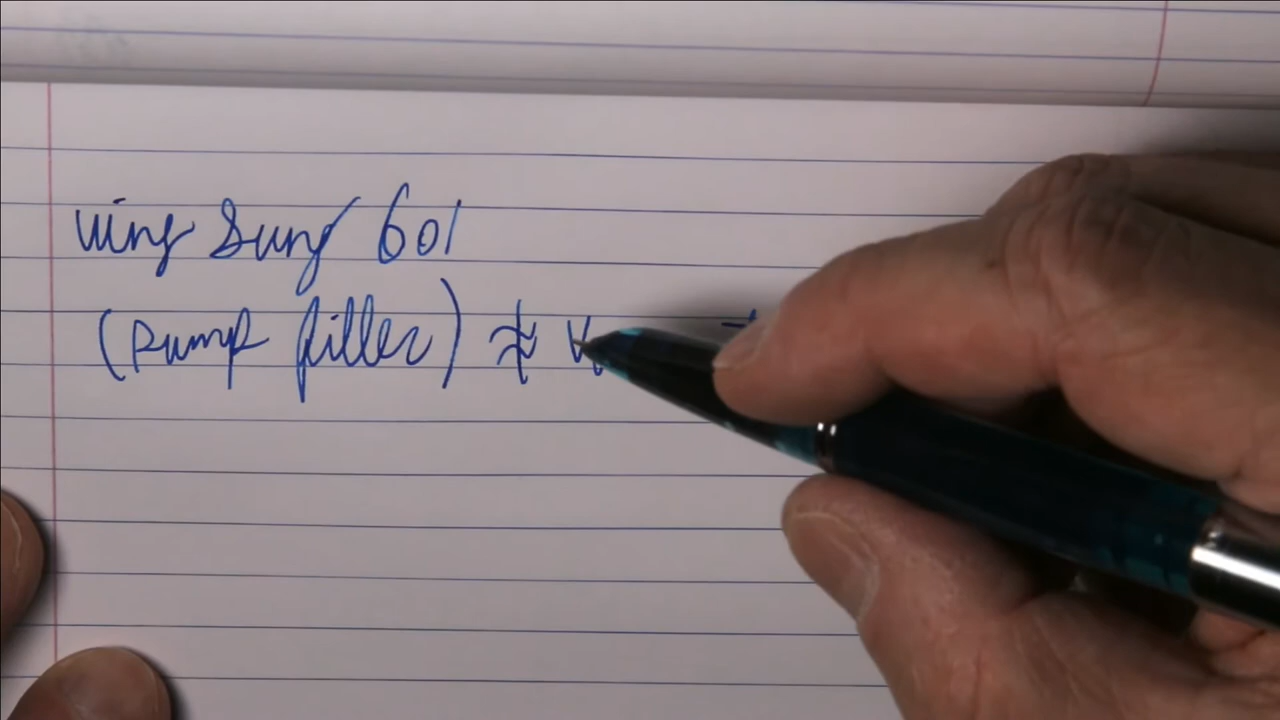 Wing Sung 601
(Pump filler) ≉